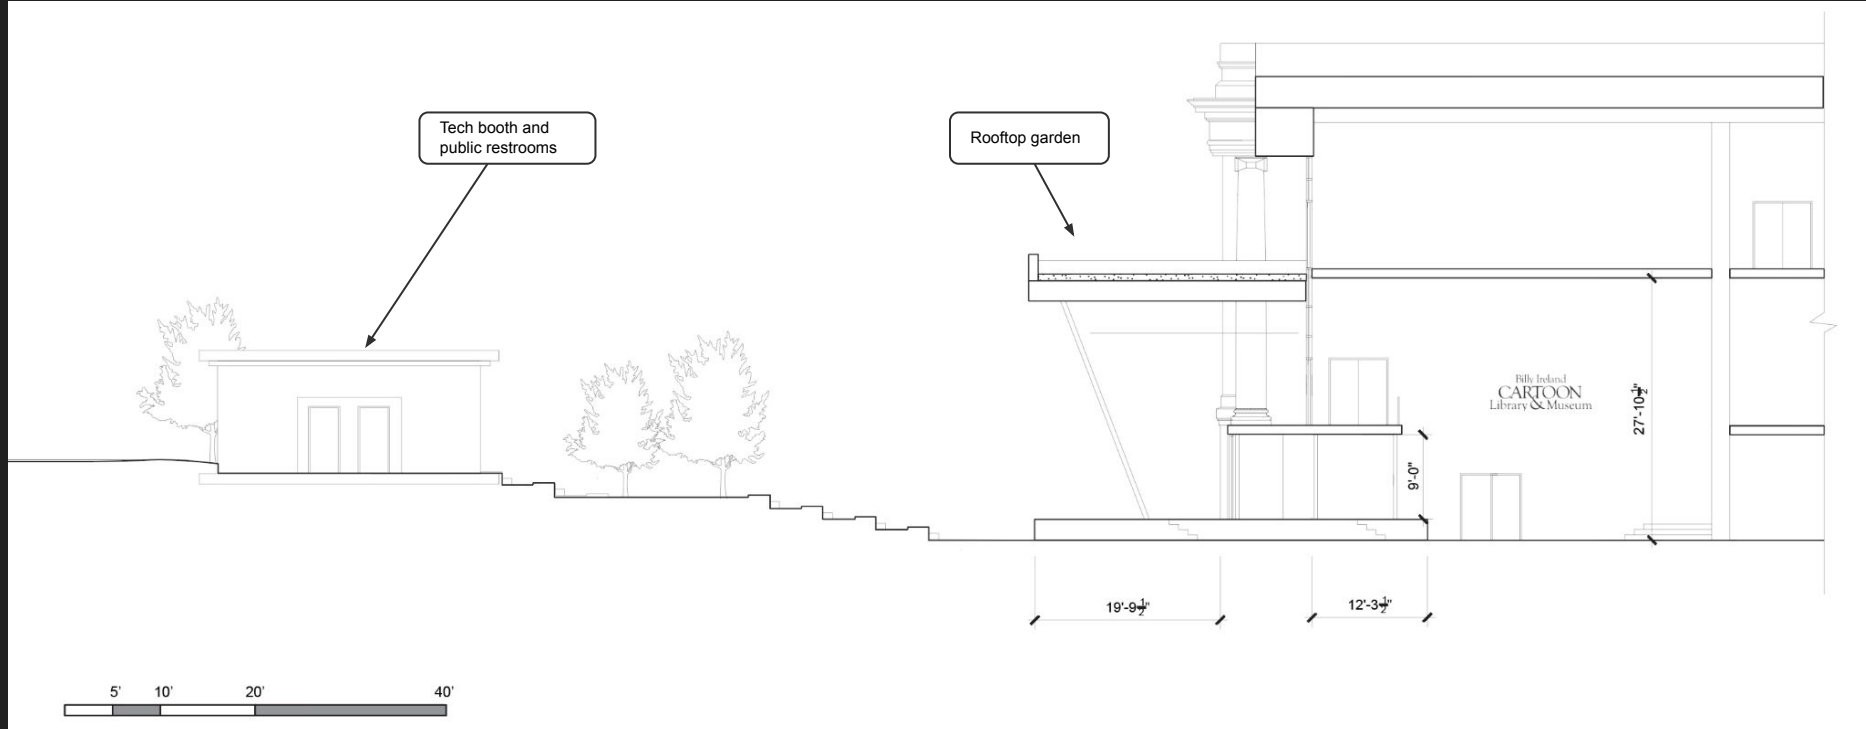 Tech booth and
public restrooms
Rooftop garden
Billy Ireland
CARTOON
Library & Museum
27'-10½"
9'-0"
19'-9½"
12'-3½"
5' 10' 20' 40'